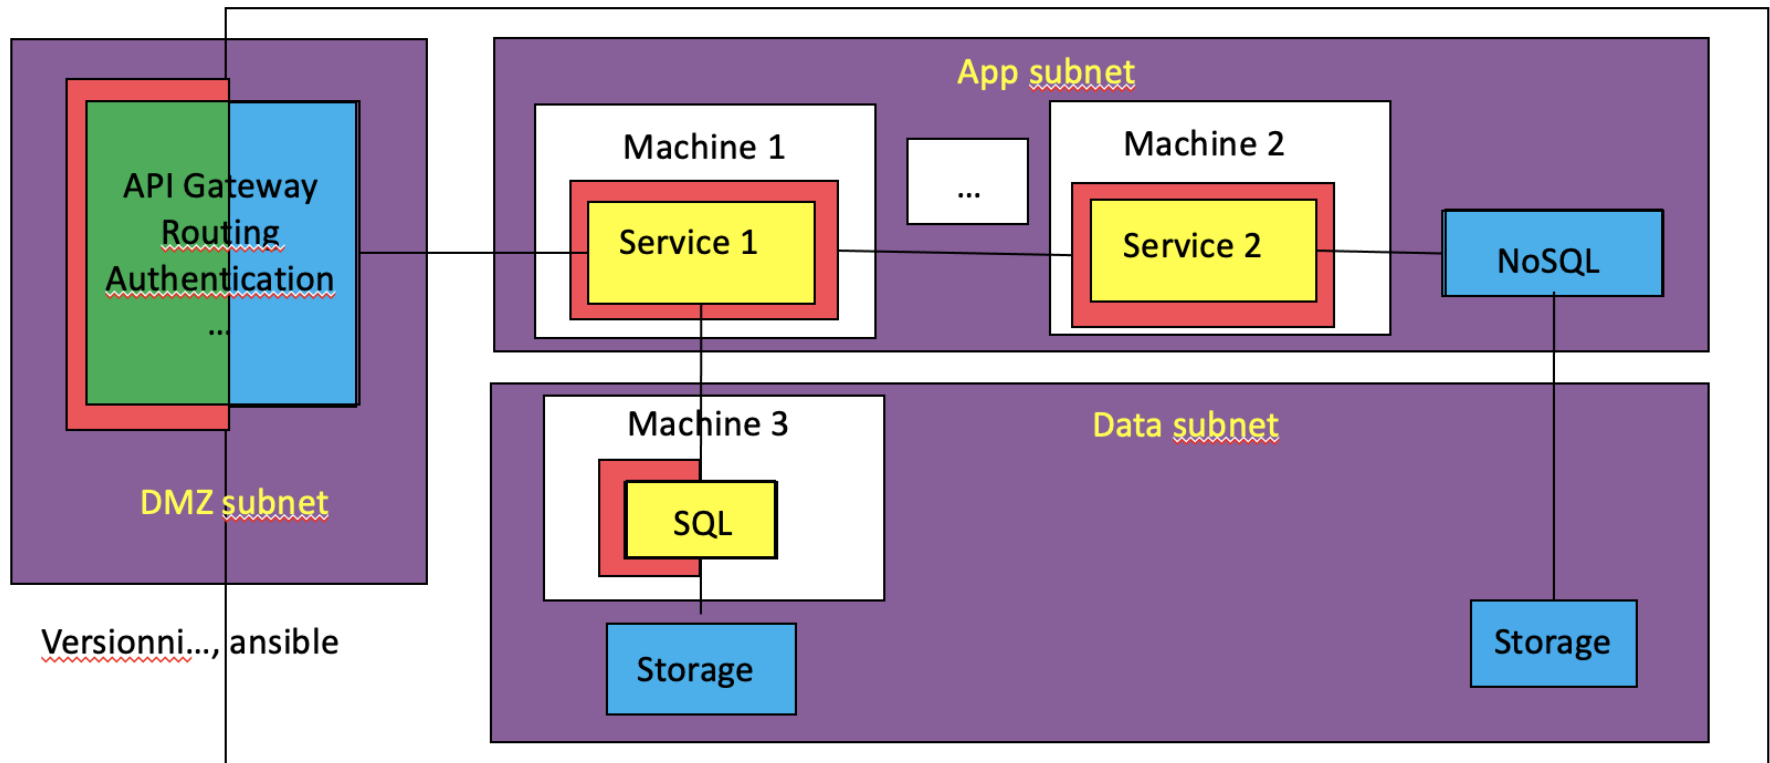 App subnet
Machine 1
Machine 2
...
API Gateway
Routing
Authentication
...
Service 1
Service 2
NoSQL
Machine 3
Data subnet
DMZ subnet
SQL
Versionni..., ansible
Storage
Storage